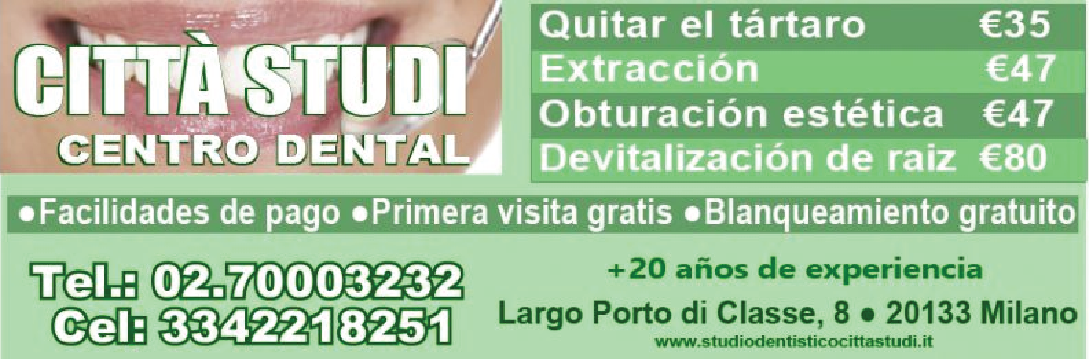 CITTÀ STUDI
CENTRO DENTAL
Quitar el tártaro €35
Extracción €47
Obturación estética €47
Devitalización de raiz €80
●Facilidades de pago ●Primera visita gratis ●Blanqueamiento gratuito
Tel.: 02.70003232
Cel: 3342218251
+20 años de experiencia
Largo Porto di Classe, 8 ● 20133 Milano
www.studiodentisticocittastudi.it